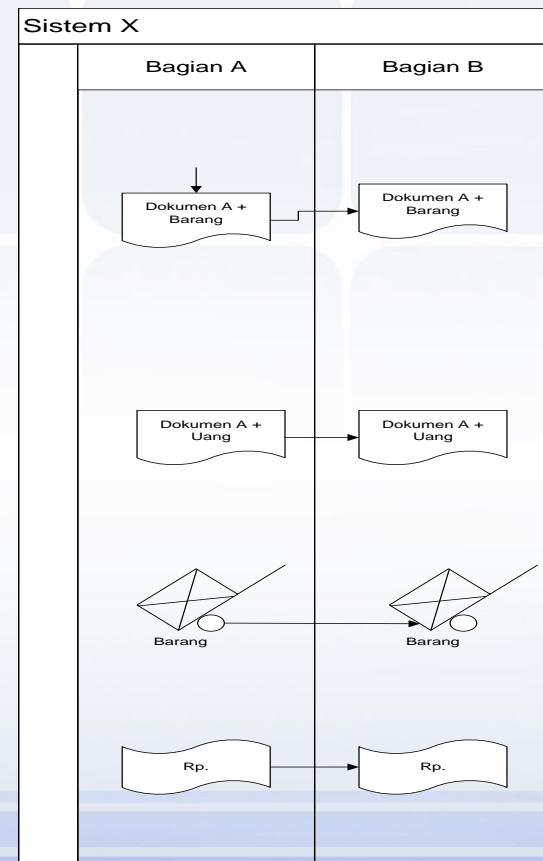 Sistem X
Bagian A
Bagian B
Dokumen A +
Barang
Dokumen A +
Barang
Dokumen A +
Uang
Dokumen A +
Uang
Barang
Barang
Rp.
Rp.